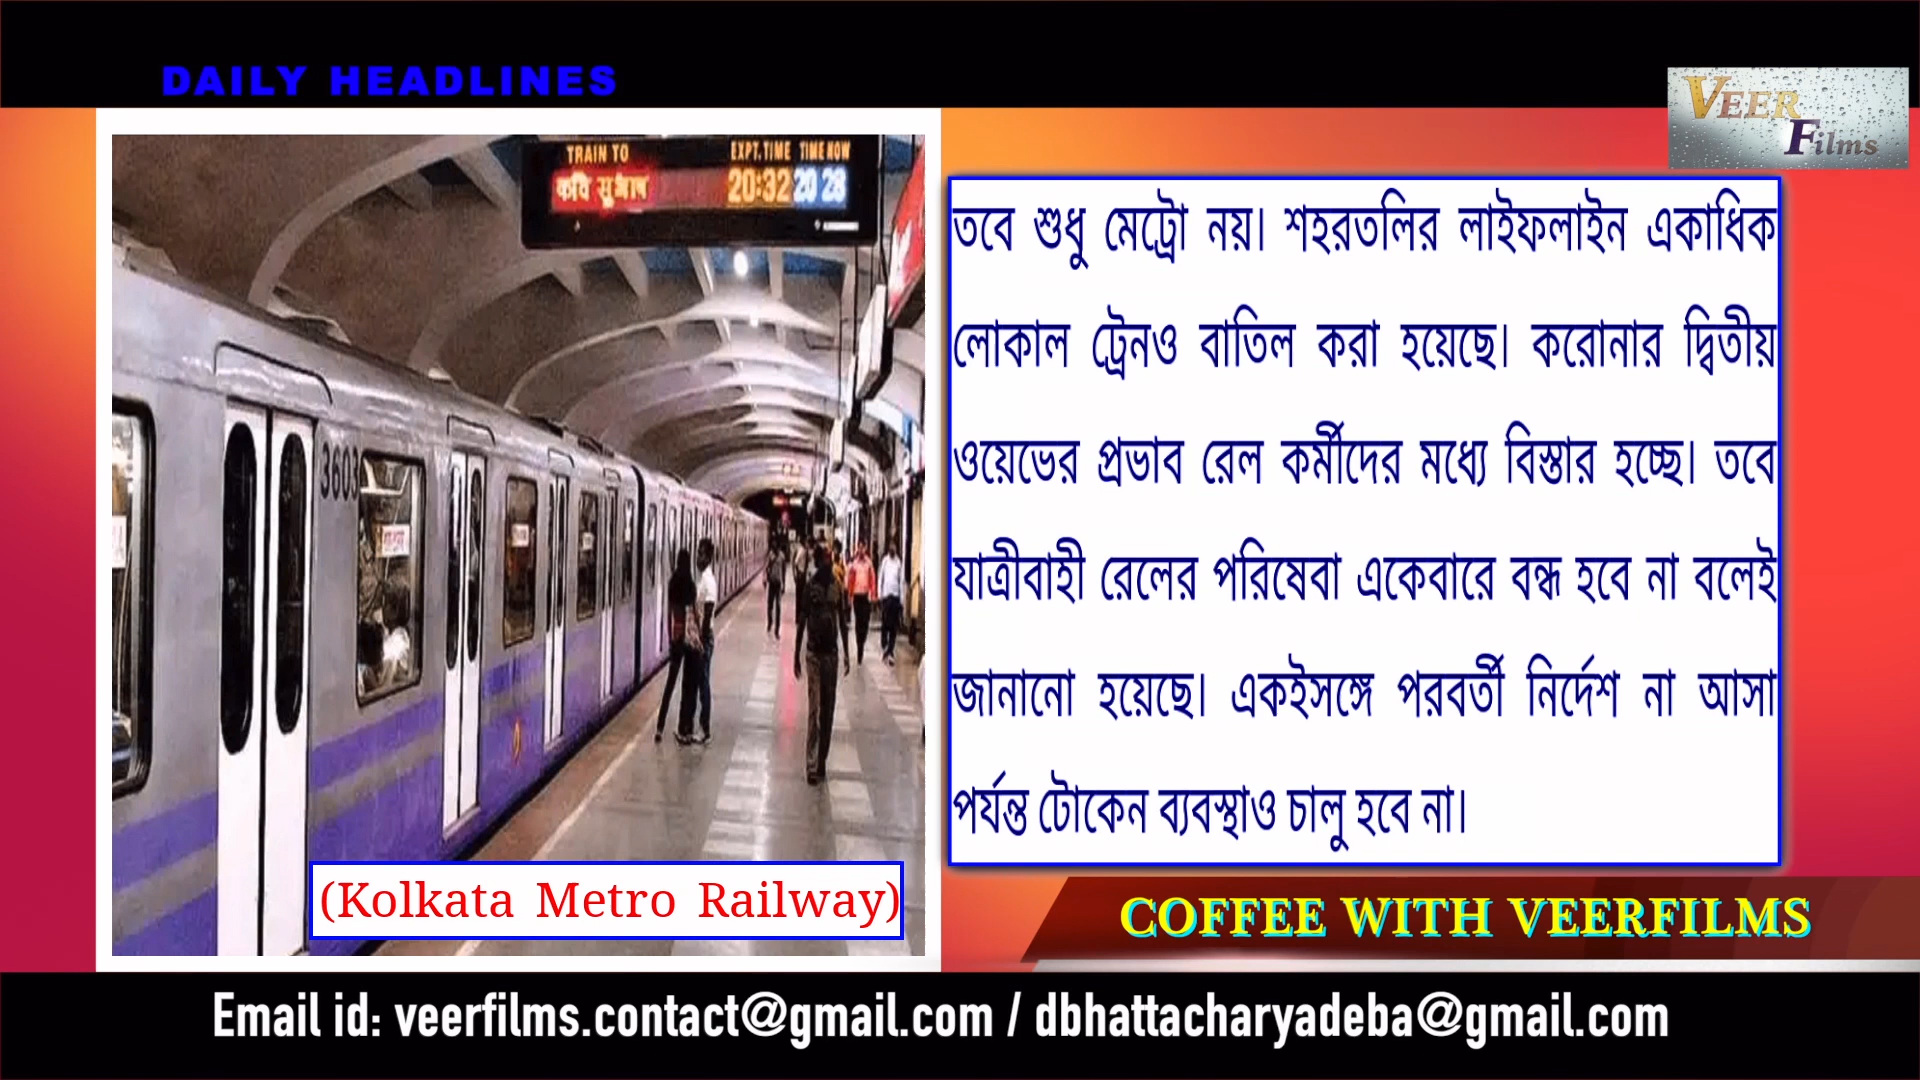 DAILY HEADLINES
VEER
Films
TRAIN TO EXPT. TIME TIME NOW
कवि सुभाष 20:32 20 28
3603
তবে শুধু মেট্রো নয়। শহরতলির লাইফলাইন একাধিক
লোকাল ট্রেনও বাতিল করা হয়েছে। করোনার দ্বিতীয়
ওয়েভের প্রভাব রেল কর্মীদের মধ্যে বিস্তার হচ্ছে। তবে
যাত্রীবাহী রেলের পরিষেবা একেবারে বন্ধ হবে না বলেই
জানানো হয়েছে। একইসঙ্গে পরবর্তী নির্দেশ না আসা
পর্যন্ত টোকেন ব্যবস্থাও চালু হবে না।
(Kolkata Metro Railway)
COFFEE WITH VEERFILMS
Email id: veerfilms.contact@gmail.com / dbhattacharyadeba@gmail.com